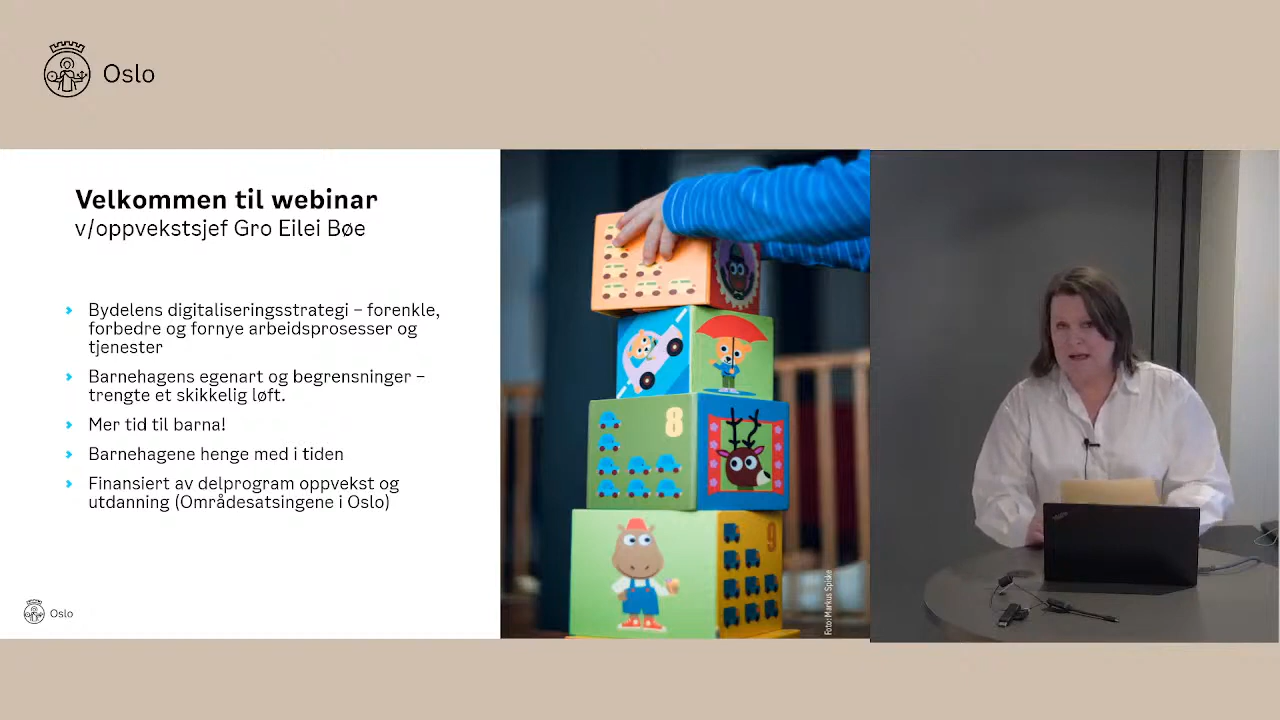 Oslo
Velkommen til webinar
v/oppvekstsjef Gro Eilei Bøe
Bydelens digitaliseringsstrategi – forenkle,
forbedre og fornye arbeidsprosesser og
tjenester
Barnehagens egenart og begrensninger –
trengte et skikkelig løft.
Mer tid til barna!
Barnehagene henge med i tiden
Finansiert av delprogram oppvekst og
utdanning (Områdesatsingene i Oslo)
Oslo
8
9
Foto: Markus Spiske